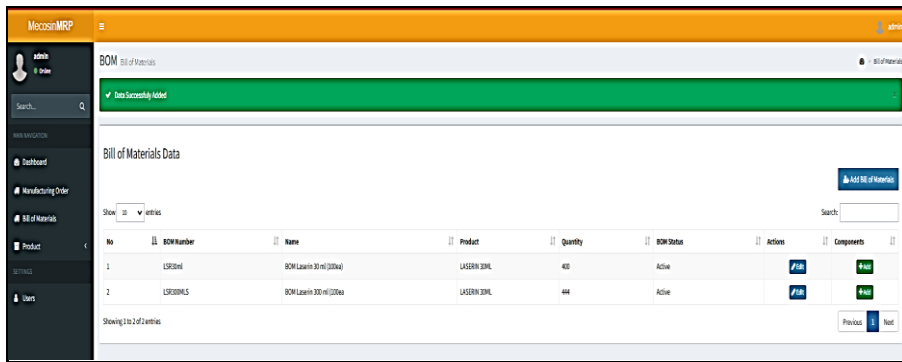 MecosinMRP
admin
admin
Online
BOM Bill of Materials
Bill of Materials
Search...
Data Successfuly Added
MAIN NAVIGATION
Dashboard
Manufacturing Order
Bill of Materials
Product
SETTINGS
Users
Bill of Materials Data
Add Bill of Materials
Show 10 entries
Search:
No BOM Number Name Product Quantity BOM Status Actions Components
1 LSR30ml BOM Laserin 30 ml (100ea) LASERIN 30ML 400 Active Edit Add
2 LSR300MLS BOM Laserin 300 ml (100ea LASERIN 30ML 444 Active Edit Add
Showing 1 to 2 of 2 entries
Previous 1 Next